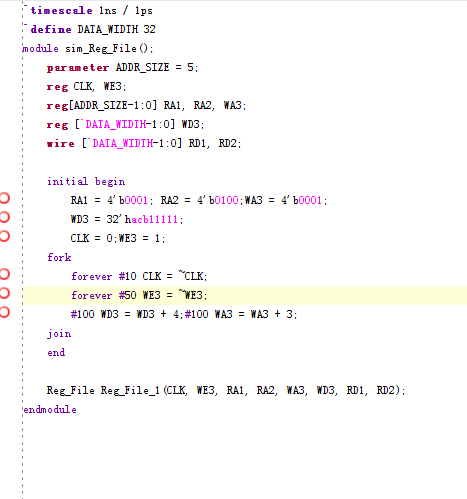 `timescale 1ns / 1ps
`define DATA_WIDTH 32
module sim_Reg_File();
parameter ADDR_SIZE = 5;
reg CLK, WE3;
reg[ADDR_SIZE-1:0] RA1, RA2, WA3;
reg [`DATA_WIDTH-1:0] WD3;
wire [`DATA_WIDTH-1:0] RD1, RD2;
initial begin
RA1 = 4'b0001; RA2 = 4'b0100;WA3 = 4'b0001;
WD3 = 32'hacb11111;
CLK = 0;WE3 = 1;
fork
forever #10 CLK = ~CLK;
forever #50 WE3 = ~WE3;
#100 WD3 = WD3 + 4;#100 WA3 = WA3 + 3;
join
end
Reg_File Reg_File_1(CLK, WE3, RA1, RA2, WA3, WD3, RD1, RD2);
endmodule